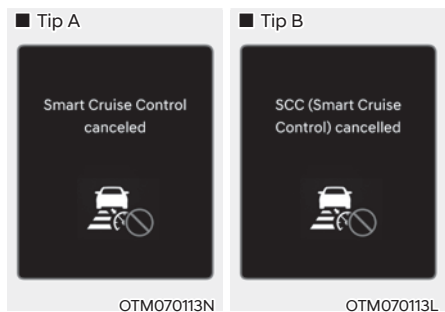 ■ Tip A
Smart Cruise Control
canceled
OTM070113N
■ Tip B
SCC (Smart Cruise
Control) cancelled
OTM070113L